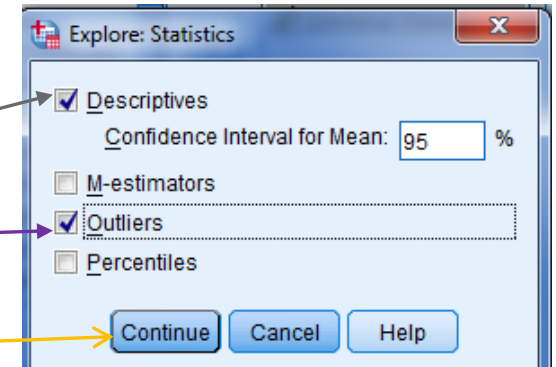 Explore: Statistics
Descriptives
Confidence Interval for Mean: 95 %
M-estimators
Outliers
Percentiles
Continue Cancel Help